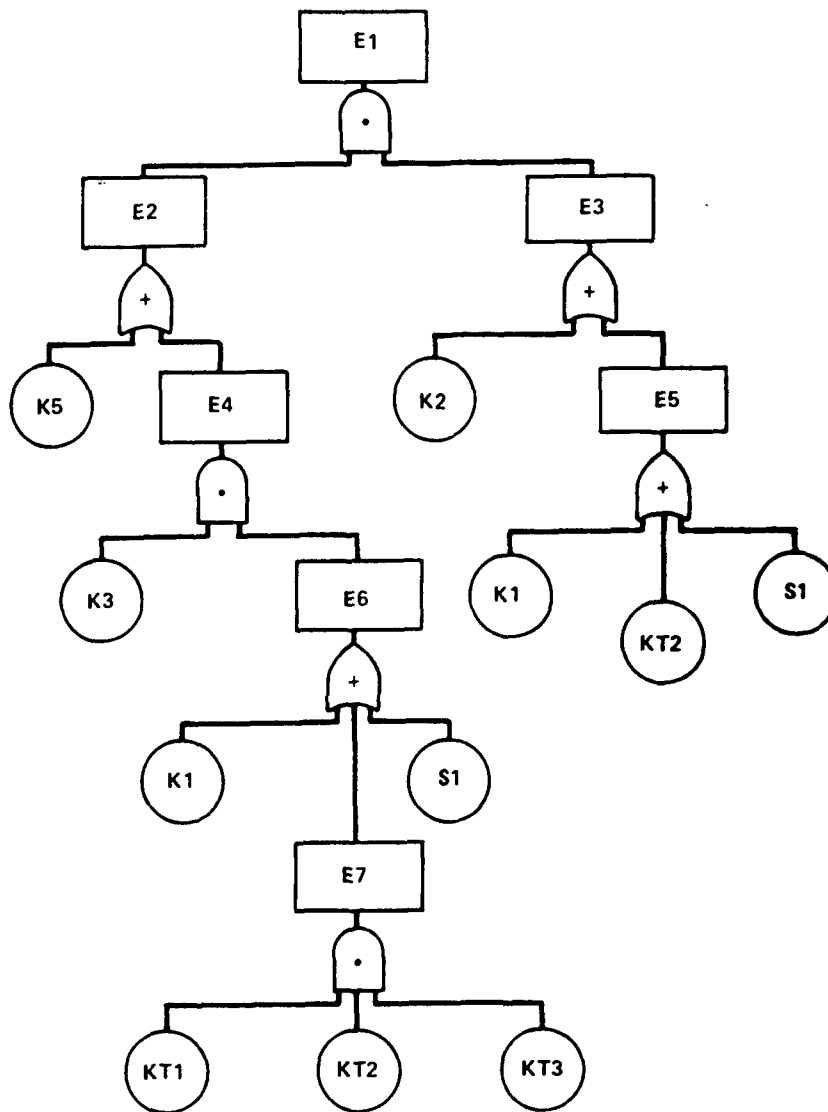 E1
•
E2
E3
+
+
K5
E4
K2
E5
•
+
K3
E6
K1
KT2
S1
+
K1
S1
E7
•
KT1
KT2
KT3